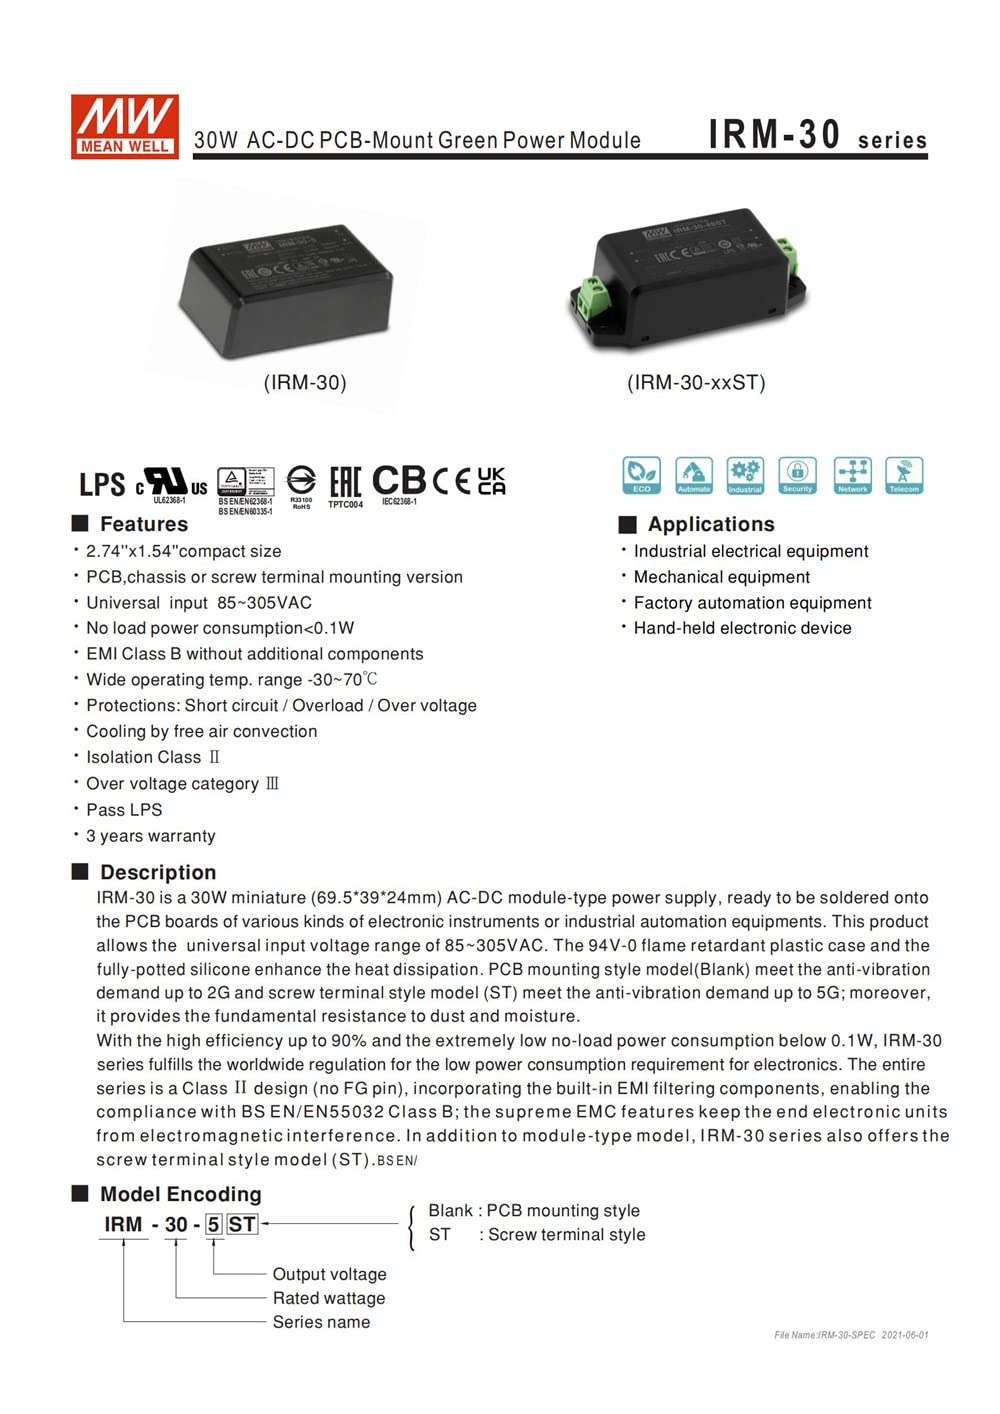 MW
MEAN WELL
30W AC-DC PCB-Mount Green Power Module IRM-30 series
(IRM-30) (IRM-30-xxST)
LPS c RU US EAC CB CE UK CA
UL62368-1 BS EN/EN62368-1 BS EN/EN60335-1 R33100 RoHS TPTC004 IEC62368-1
ECO Automate Industrial Security Network Telecom
■ Features
· 2.74"x1.54"compact size
· PCB,chassis or screw terminal mounting version
· Universal input 85~305VAC
· No load power consumption<0.1W
· EMI Class B without additional components
· Wide operating temp. range -30~70℃
· Protections: Short circuit / Overload / Over voltage
· Cooling by free air convection
· Isolation Class Ⅱ
· Over voltage category Ⅲ
· Pass LPS
· 3 years warranty
■ Applications
· Industrial electrical equipment
· Mechanical equipment
· Factory automation equipment
· Hand-held electronic device
■ Description
IRM-30 is a 30W miniature (69.5*39*24mm) AC-DC module-type power supply, ready to be soldered onto
the PCB boards of various kinds of electronic instruments or industrial automation equipments. This product
allows the universal input voltage range of 85~305VAC. The 94V-0 flame retardant plastic case and the
fully-potted silicone enhance the heat dissipation. PCB mounting style model(Blank) meet the anti-vibration
demand up to 2G and screw terminal style model (ST) meet the anti-vibration demand up to 5G; moreover,
it provides the fundamental resistance to dust and moisture.
With the high efficiency up to 90% and the extremely low no-load power consumption below 0.1W, IRM-30
series fulfills the worldwide regulation for the low power consumption requirement for electronics. The entire
series is a Class Ⅱ design (no FG pin), incorporating the built-in EMI filtering components, enabling the
compliance with BS EN/EN55032 Class B; the supreme EMC features keep the end electronic units
from electromagnetic interference. In addition to module-type model, IRM-30 series also offers the
screw terminal style model (ST).BS EN/
■ Model Encoding
IRM - 30 - 5 ST
Blank : PCB mounting style
ST : Screw terminal style
Output voltage
Rated wattage
Series name
File Name:IRM-30-SPEC 2021-06-01